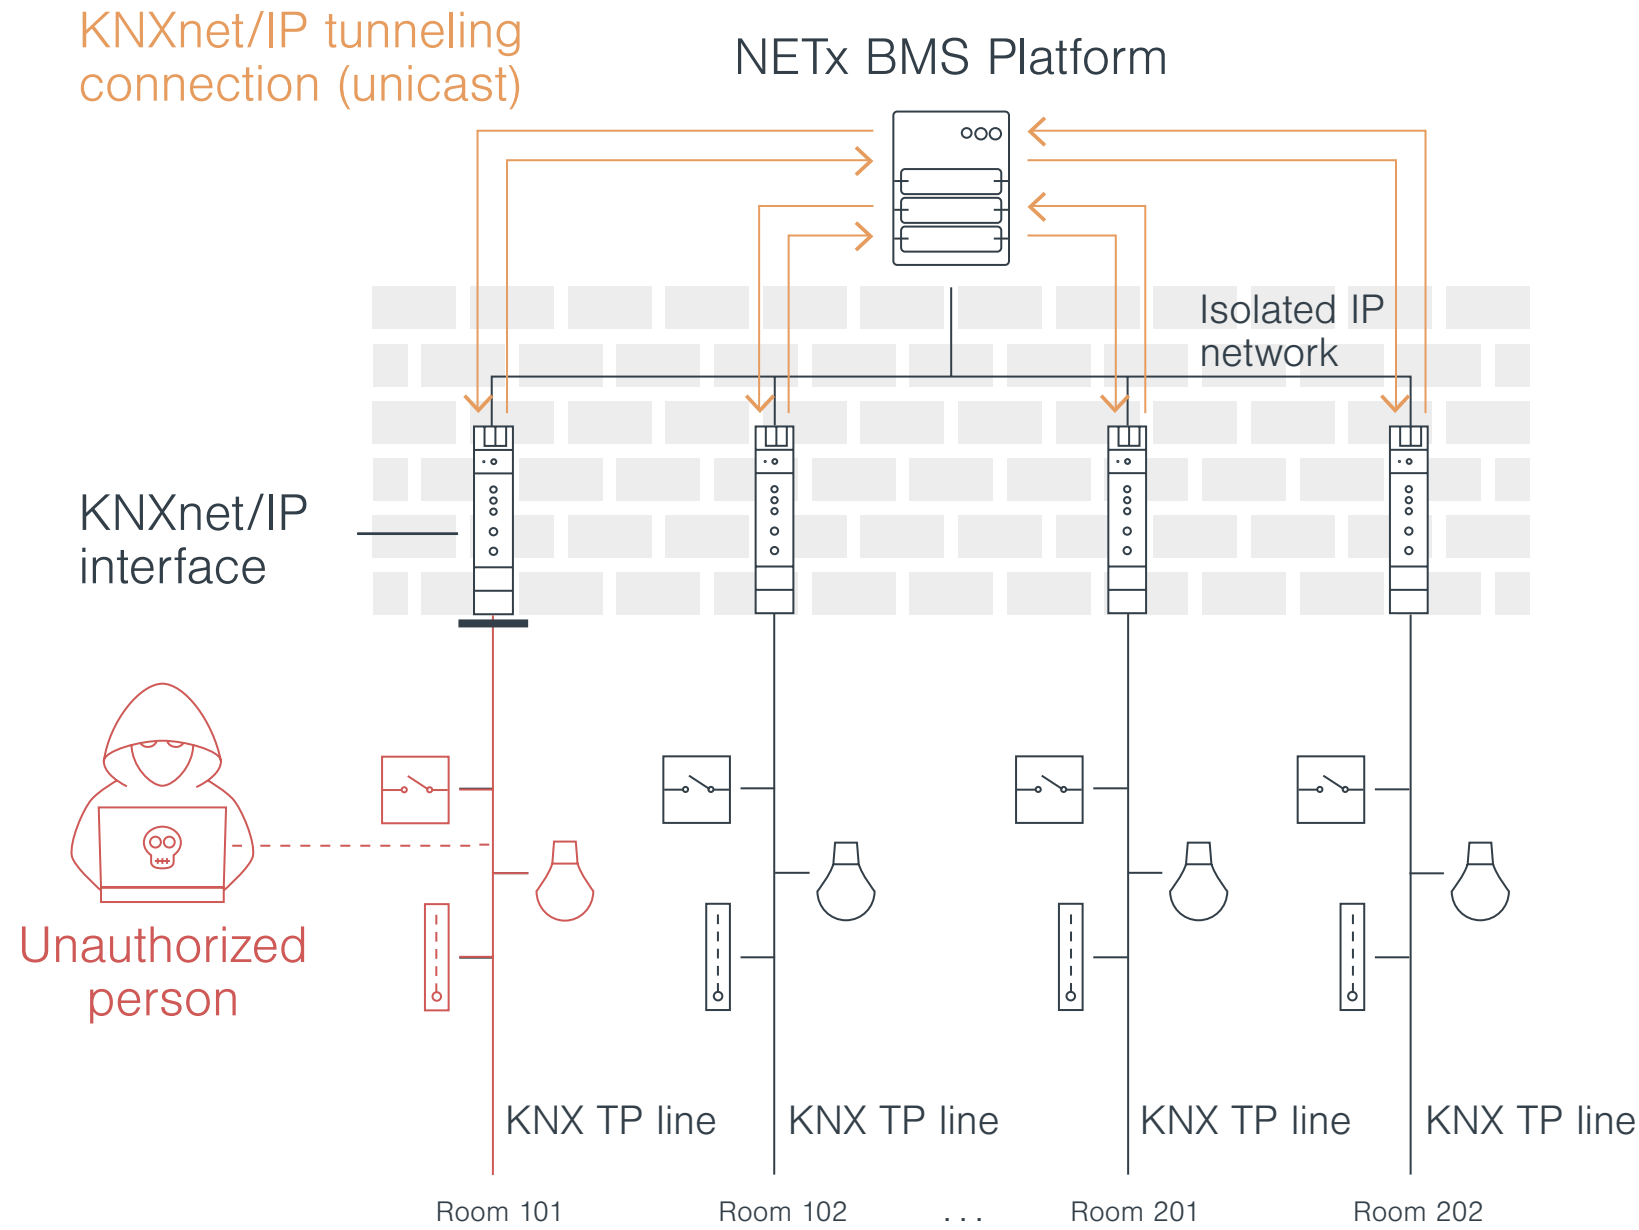 KNXnet/IP tunneling
connection (unicast)
NETx BMS Platform
Isolated IP
network
KNXnet/IP
interface
Unauthorized
person
KNX TP line
KNX TP line
KNX TP line
KNX TP line
Room 101
Room 102
...
Room 201
Room 202